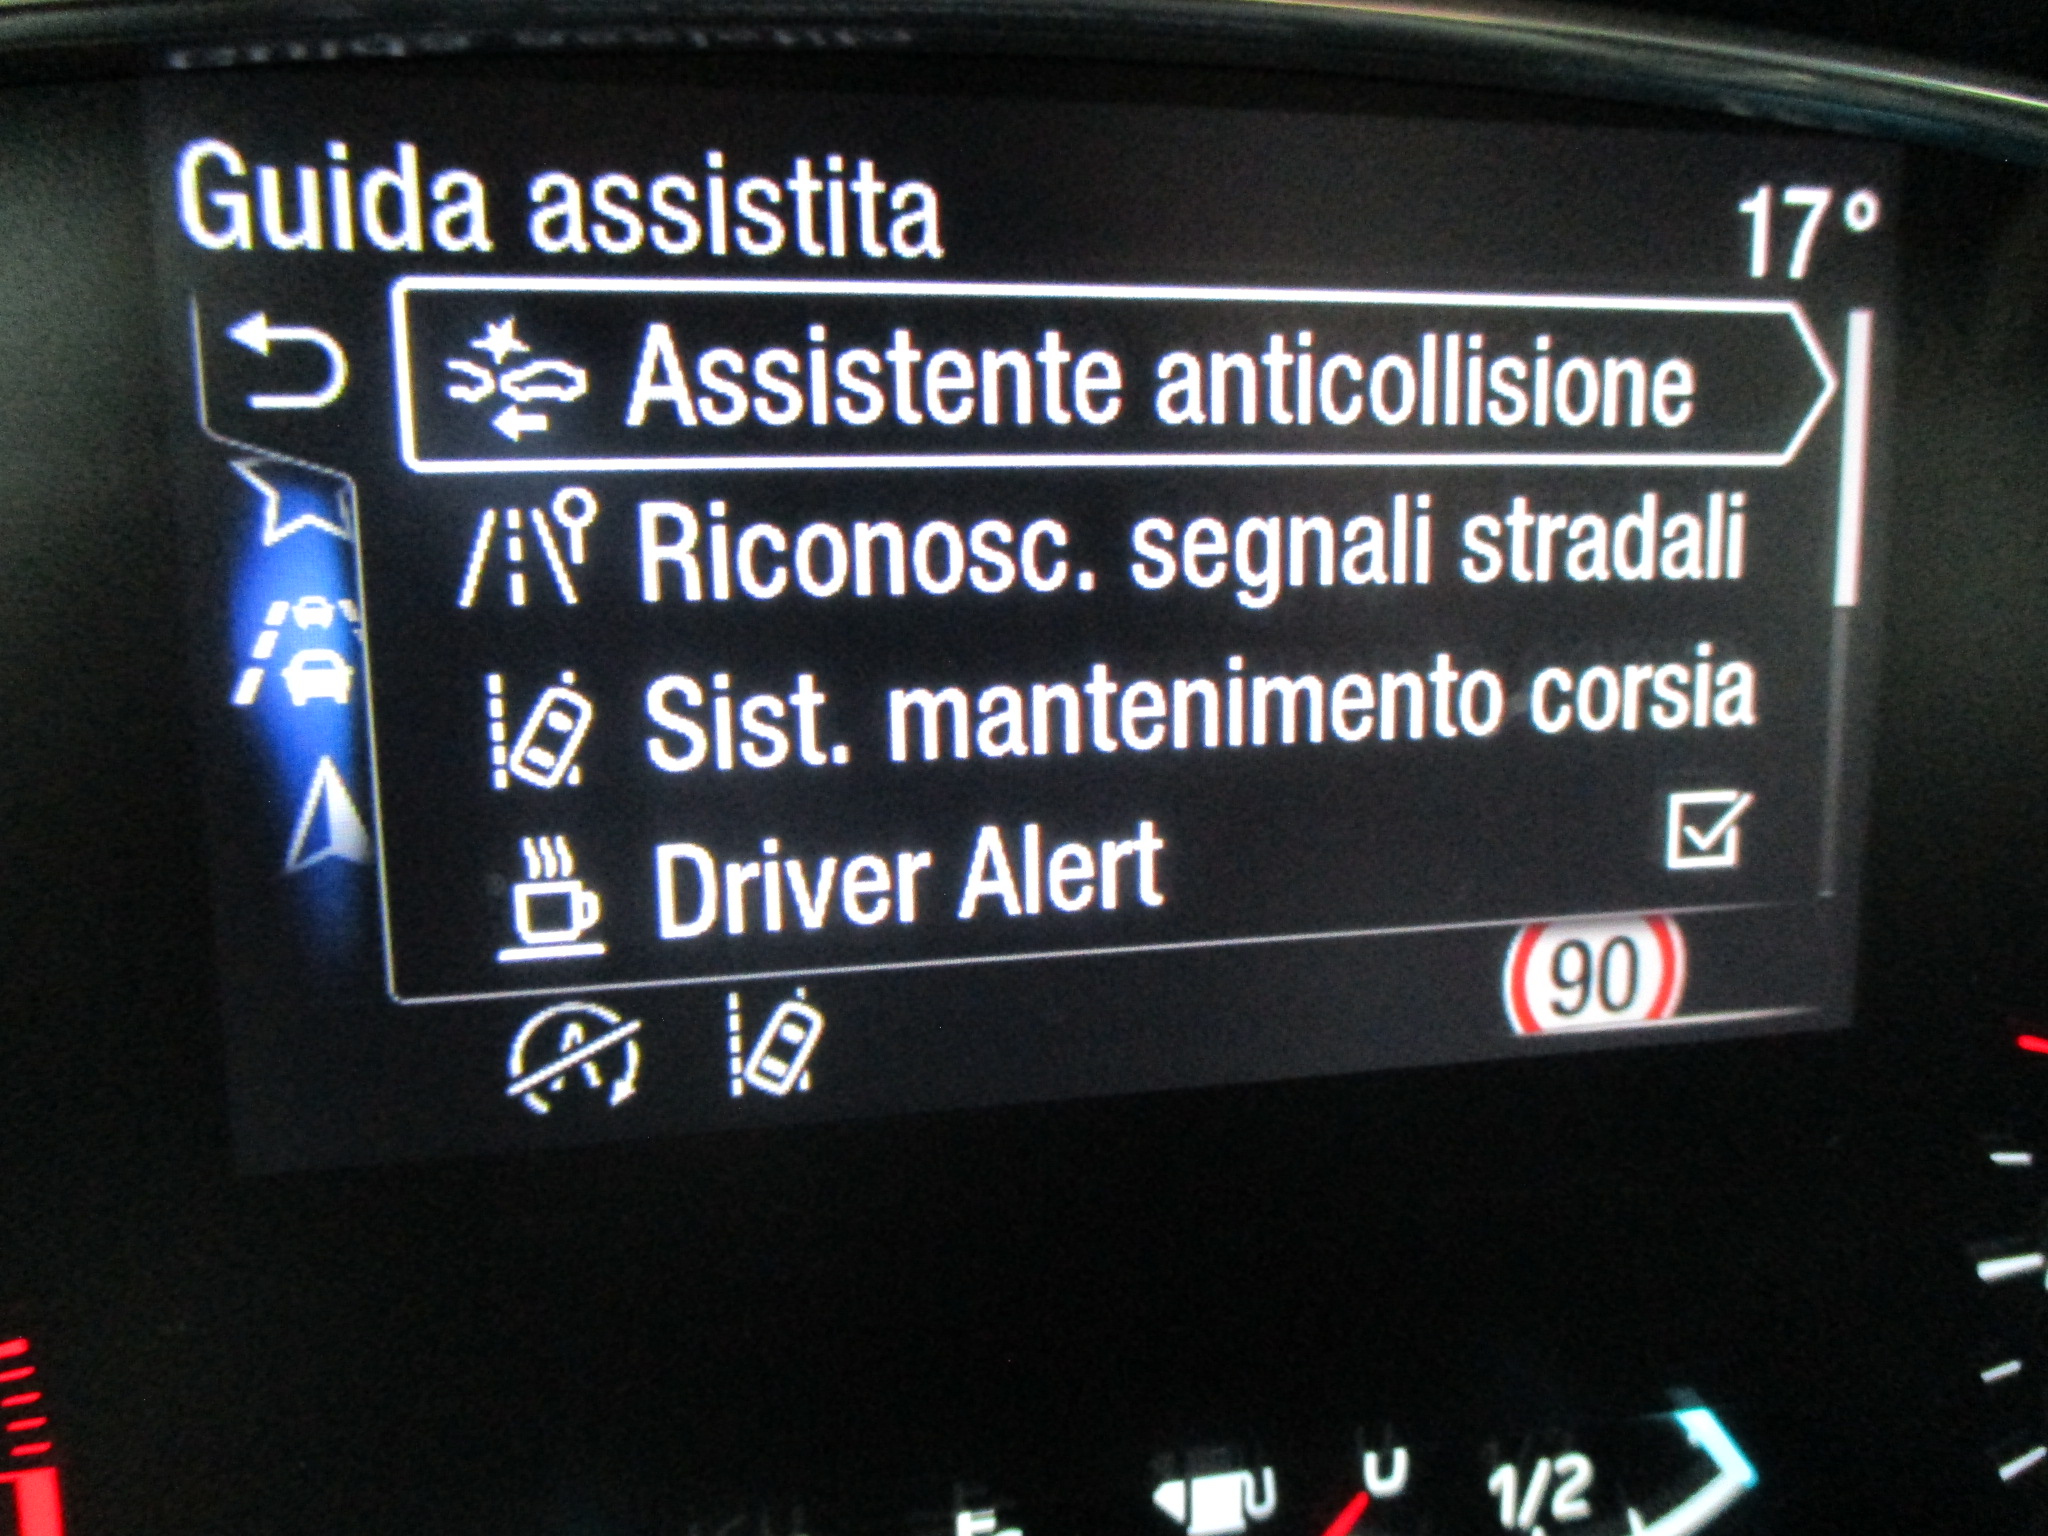 Guida assistita
17°
Assistente anticollisione
Riconosc. segnali stradali
Sist. mantenimento corsia
Driver Alert
90
1/2